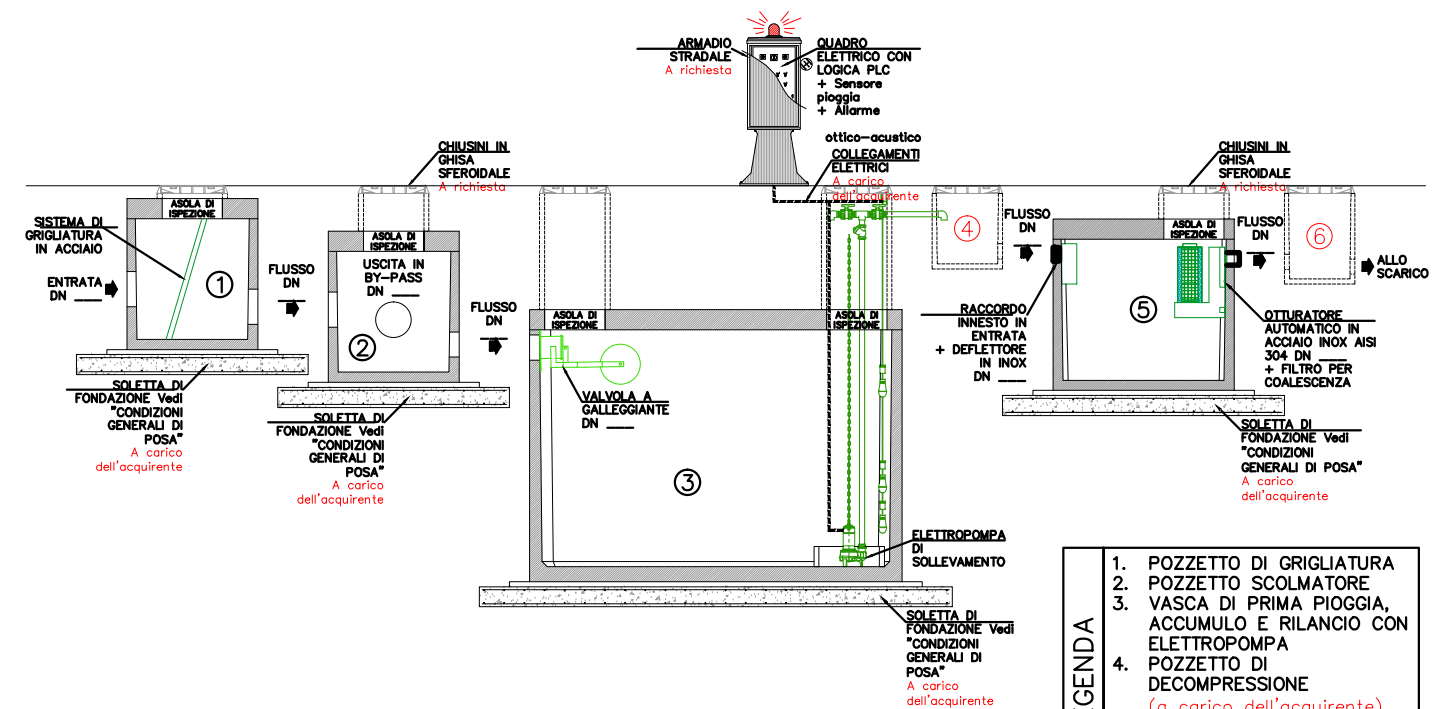 ARMADIO
STRADALE
A richiesta
QUADRO
ELETTRICO CON
LOGICA PLC
+ Sensore
pioggia
+ Allarme
ottico-acustico
COLLEGAMENTI
ELETTRICI
A carico
dell'acquirente
CHIUSINI IN
GHISA
SFEROIDALE
A richiesta
CHIUSINI IN
GHISA
SFEROIDALE
A richiesta
ASOLA DI
ISPEZIONE
SISTEMA DI
GRIGLIATURA
IN ACCIAIO
ENTRATA
DN ___
1
FLUSSO
DN
ASOLA DI
ISPEZIONE
USCITA IN
BY-PASS
DN ___
2
FLUSSO
DN
ASOLA DI
ISPEZIONE
ASOLA DI
ISPEZIONE
VALVOLA A
GALLEGGIANTE
DN ___
3
ELETTROPOMPA
DI
SOLLEVAMENTO
4
FLUSSO
DN
ASOLA DI
ISPEZIONE
5
FLUSSO
DN
6
ALLO
SCARICO
RACCORDO
INNESTO IN
ENTRATA
+ DEFLETTORE
IN INOX
DN ___
OTTURATORE
AUTOMATICO IN
ACCIAIO INOX AISI
304 DN ___
+ FILTRO PER
COALESCENZA
SOLETTA DI
FONDAZIONE Vedi
"CONDIZIONI
GENERALI DI
POSA"
A carico
dell'acquirente
SOLETTA DI
FONDAZIONE Vedi
"CONDIZIONI
GENERALI DI
POSA"
A carico
dell'acquirente
SOLETTA DI
FONDAZIONE Vedi
"CONDIZIONI
GENERALI DI
POSA"
A carico
dell'acquirente
SOLETTA DI
FONDAZIONE Vedi
"CONDIZIONI
GENERALI DI POSA"
A carico
dell'acquirente
1. POZZETTO DI GRIGLIATURA
2. POZZETTO SCOLMATORE
3. VASCA DI PRIMA PIOGGIA,
ACCUMULO E RILANCIO CON
ELETTROPOMPA
4. POZZETTO DI
DECOMPRESSIONE
(a carico dell'acquirente)